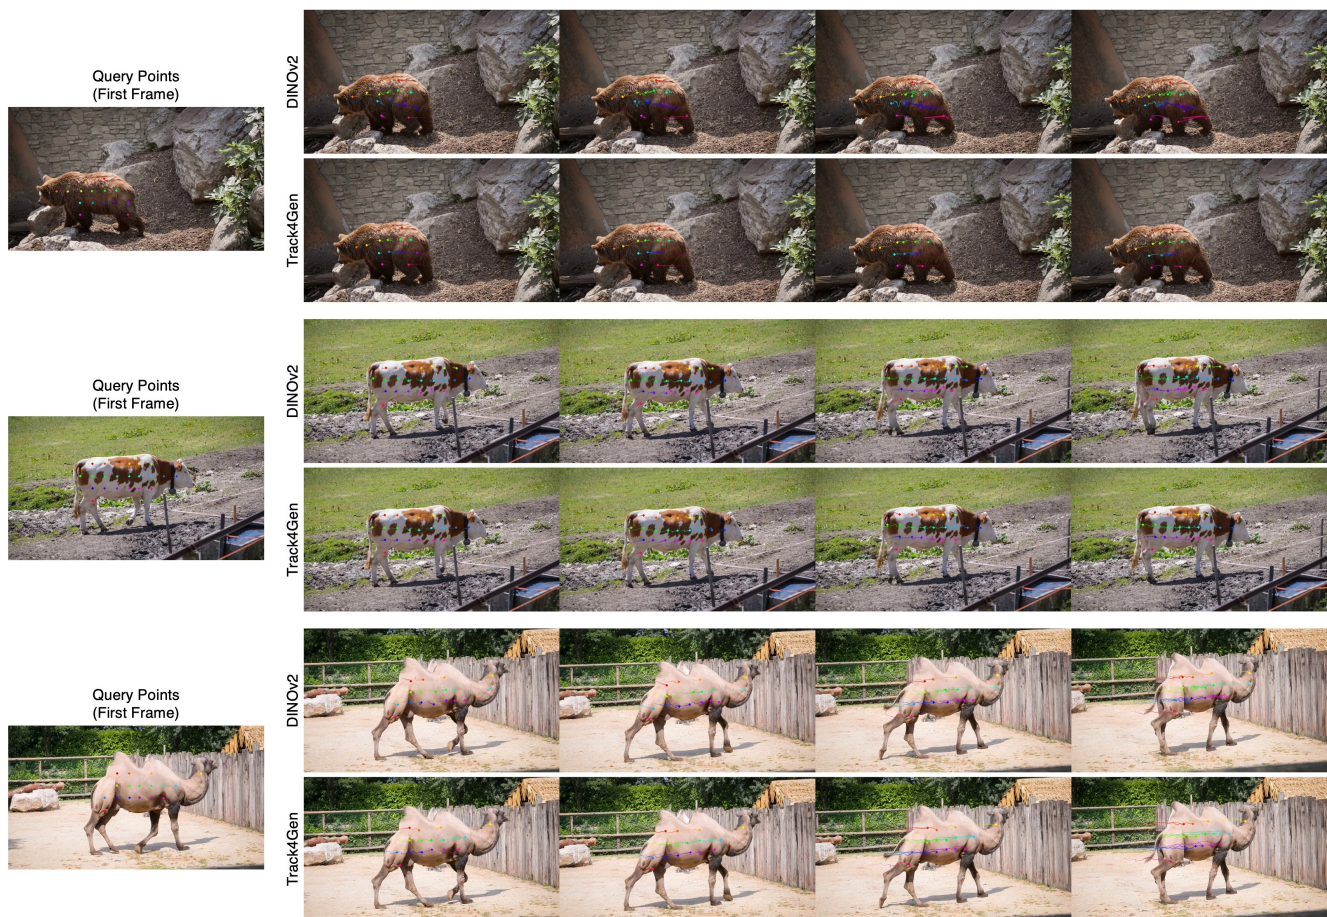 Query Points
(First Frame)
DINOv2
Track4Gen
Query Points
(First Frame)
DINOv2
Track4Gen
Query Points
(First Frame)
DINOv2
Track4Gen